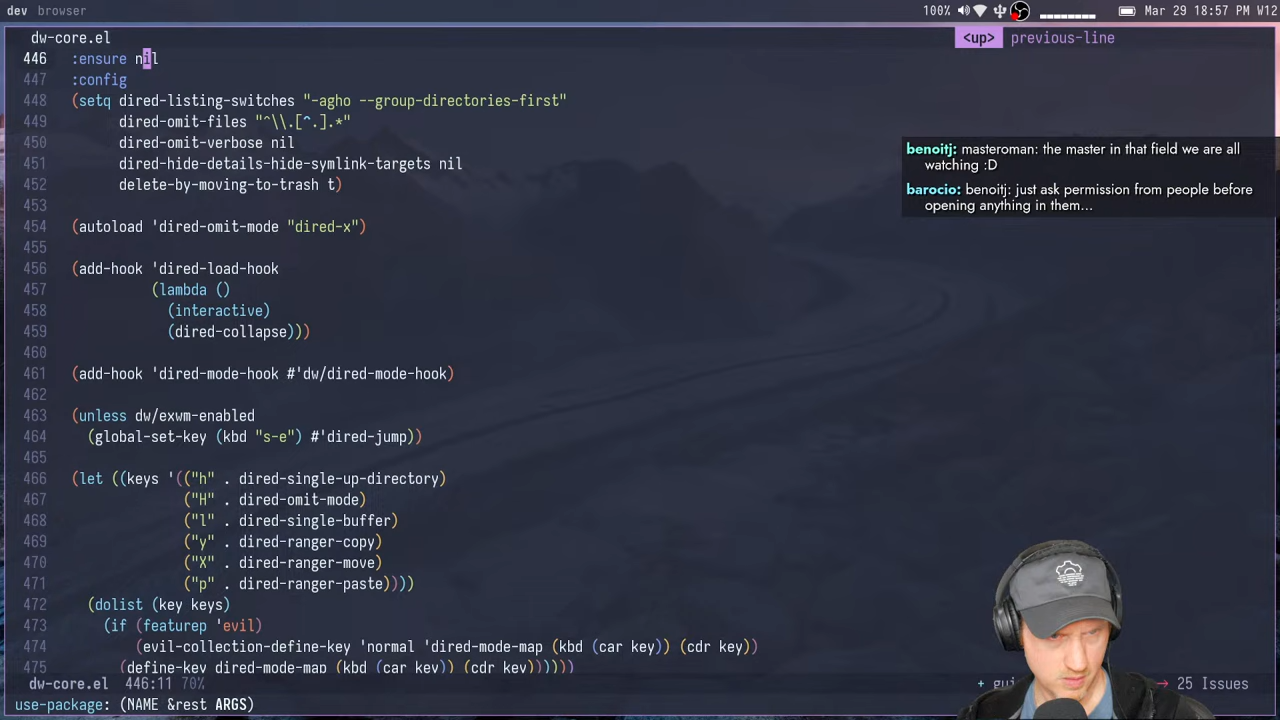 dev browser 100% Mar 29 18:57 PM W12
dw-core.el <up> previous-line
446 :ensure nil
447 :config
448 (setq dired-listing-switches "-agho --group-directories-first"
449 dired-omit-files "^\\.[^.].*"
450 dired-omit-verbose nil
451 dired-hide-details-hide-symlink-targets nil
452 delete-by-moving-to-trash t)
453
454 (autoload 'dired-omit-mode "dired-x")
455
456 (add-hook 'dired-load-hook
457 (lambda ()
458 (interactive)
459 (dired-collapse)))
460
461 (add-hook 'dired-mode-hook #'dw/dired-mode-hook)
462
463 (unless dw/exwm-enabled
464 (global-set-key (kbd "s-e") #'dired-jump))
465
466 (let ((keys '(("h" . dired-single-up-directory)
467 ("H" . dired-omit-mode)
468 ("l" . dired-single-buffer)
469 ("y" . dired-ranger-copy)
470 ("X" . dired-ranger-move)
471 ("p" . dired-ranger-paste))))
472 (dolist (key keys)
473 (if (featurep 'evil)
474 (evil-collection-define-key 'normal 'dired-mode-map (kbd (car key)) (cdr key))
475 (define-key dired-mode-map (kbd (car key)) (cdr key))))))
benoitj: masteroman: the master in that field we are all
watching :D
barocio: benoitj: just ask permission from people before
opening anything in them...
dw-core.el 446:11 70% + → 25 Issues
use-package: (NAME &rest ARGS)